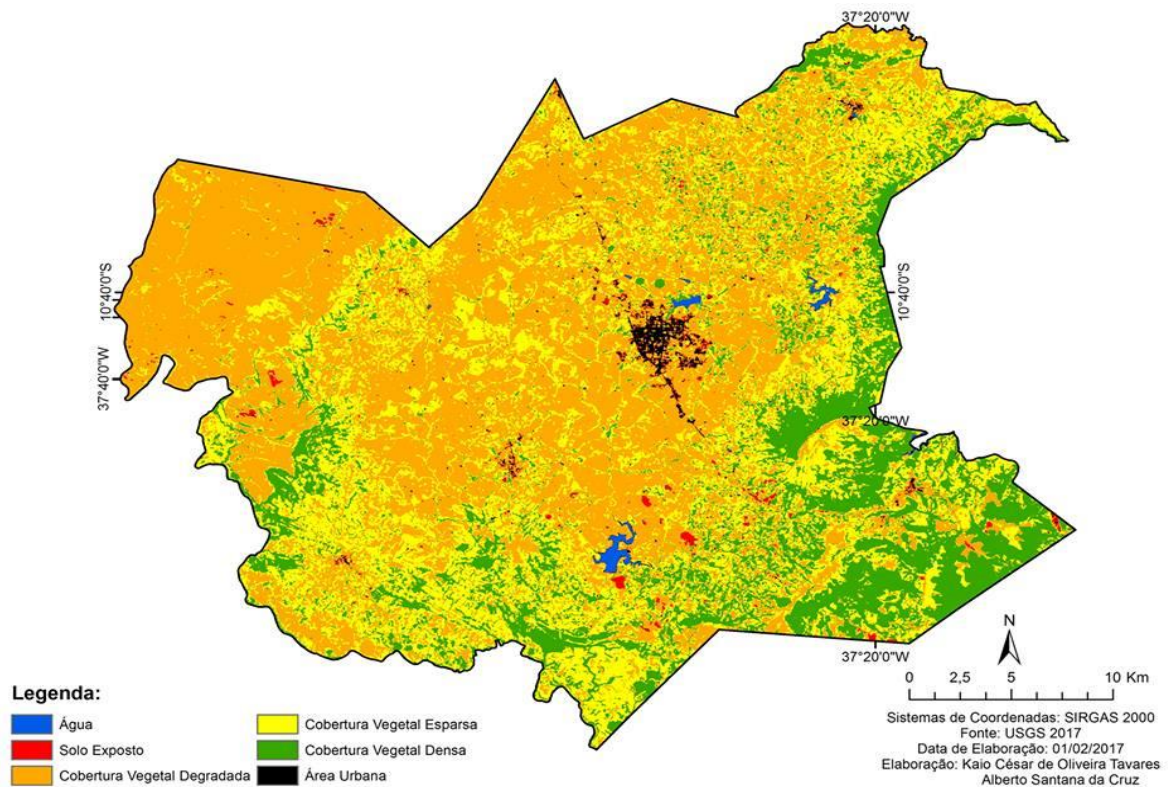 37°20'0"W
10°40'0"S
10°40'0"S
37°40'0"W
37°20'0"W
37°20'0"W
N
0 2,5 5 10 Km
Legenda:
Água
Solo Exposto
Cobertura Vegetal Degradada
Cobertura Vegetal Esparsa
Cobertura Vegetal Densa
Área Urbana
Sistemas de Coordenadas: SIRGAS 2000
Fonte: USGS 2017
Data de Elaboração: 01/02/2017
Elaboração: Kaio César de Oliveira Tavares
Alberto Santana da Cruz